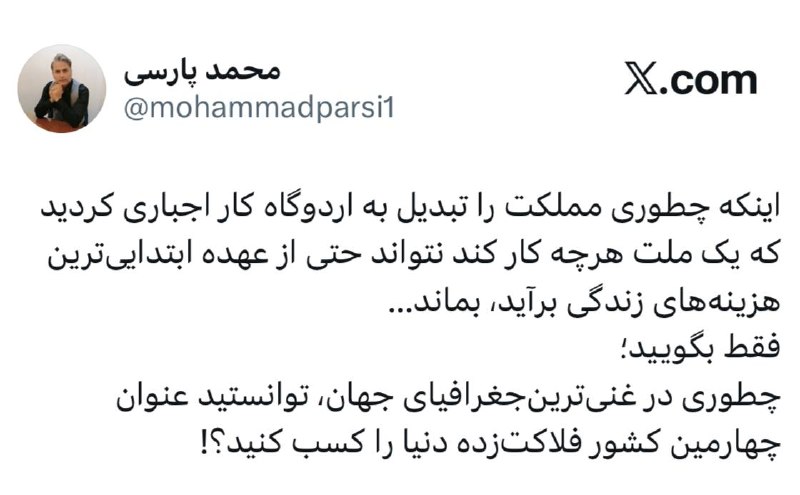 محمد پارسی
@mohammadparsi1
X.com
اینکه چطوری مملکت را تبدیل به اردوگاه کار اجباری کردید
که یک ملت هرچه کار کند نتواند حتی از عهده ابتدایی‌ترین
هزینه‌های زندگی برآید، بماند...
فقط بگویید؛
چطوری در غنی‌ترین‌جغرافیای جهان، توانستید عنوان
چهارمین کشور فلاکت‌زده دنیا را کسب کنید؟!